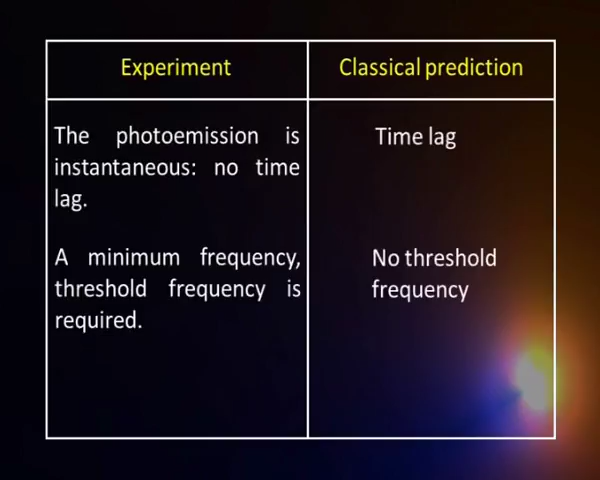 Experiment
Classical prediction
The photoemission is
instantaneous: no time
lag.
Time lag
A minimum frequency,
threshold frequency is
required.
No threshold
frequency